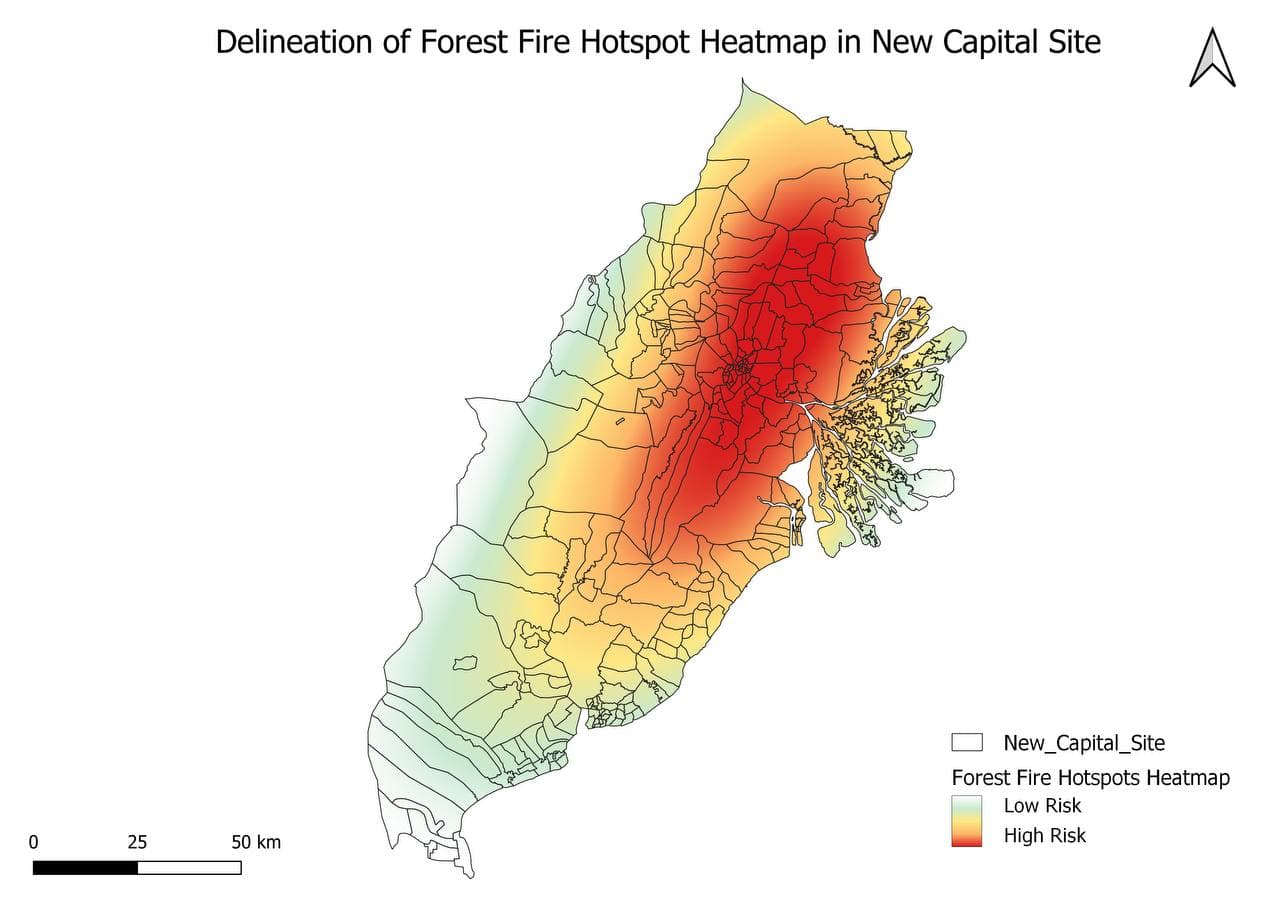 Delineation of Forest Fire Hotspot Heatmap in New Capital Site
New_Capital_Site
Forest Fire Hotspots Heatmap
Low Risk
High Risk
0 25 50 km